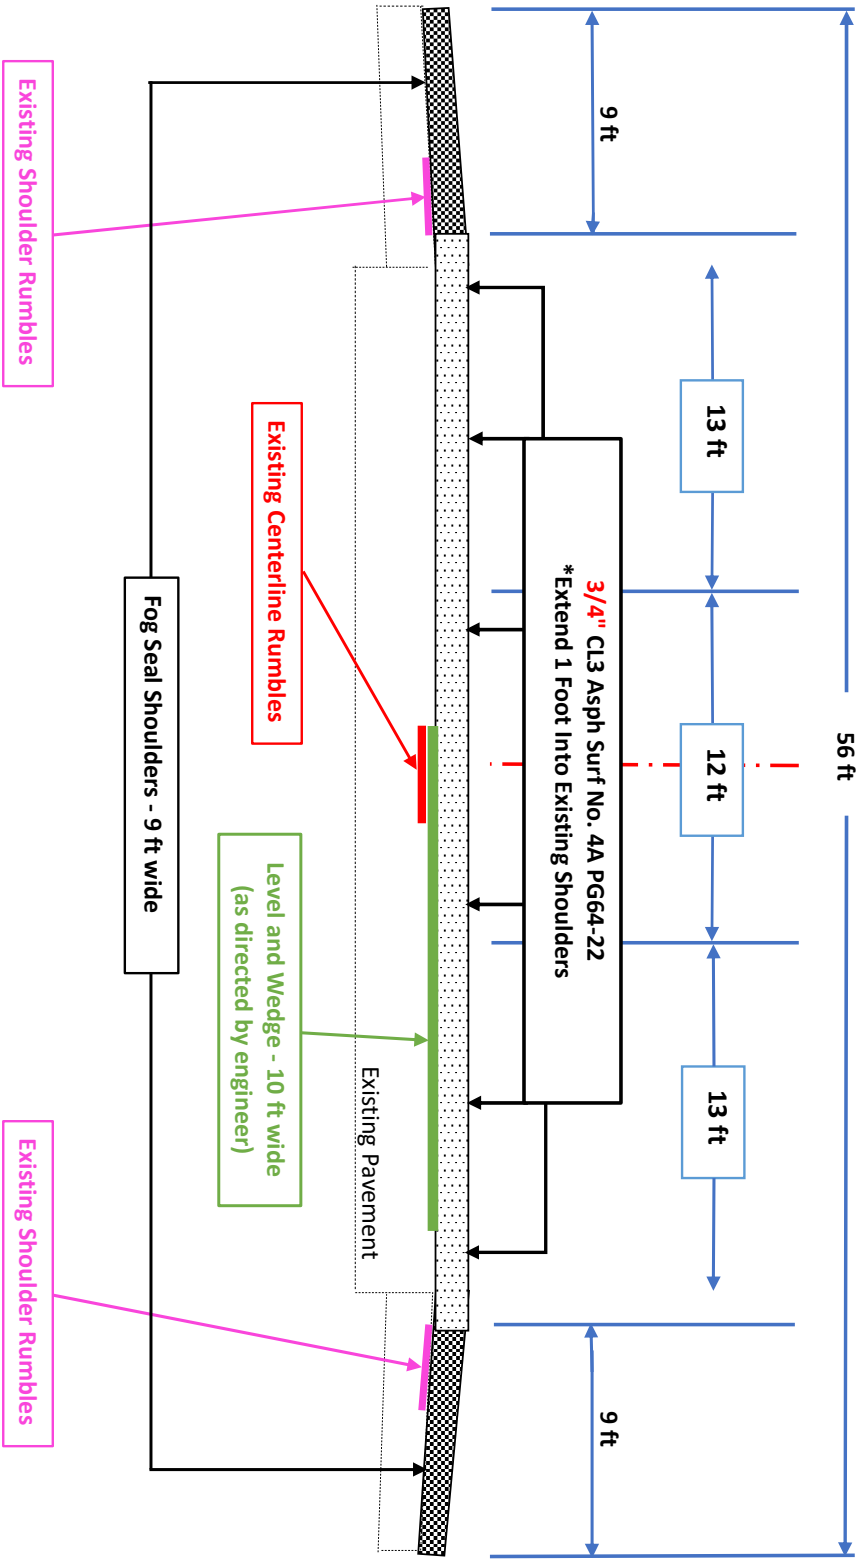 56 ft
13 ft
12 ft
13 ft
9 ft
9 ft
3/4" CL3 Asph Surf No. 4A PG64-22
*Extend 1 Foot Into Existing Shoulders
Existing Pavement
Existing Centerline Rumbles
Level and Wedge - 10 ft wide
(as directed by engineer)
Fog Seal Shoulders - 9 ft wide
Existing Shoulder Rumbles
Existing Shoulder Rumbles